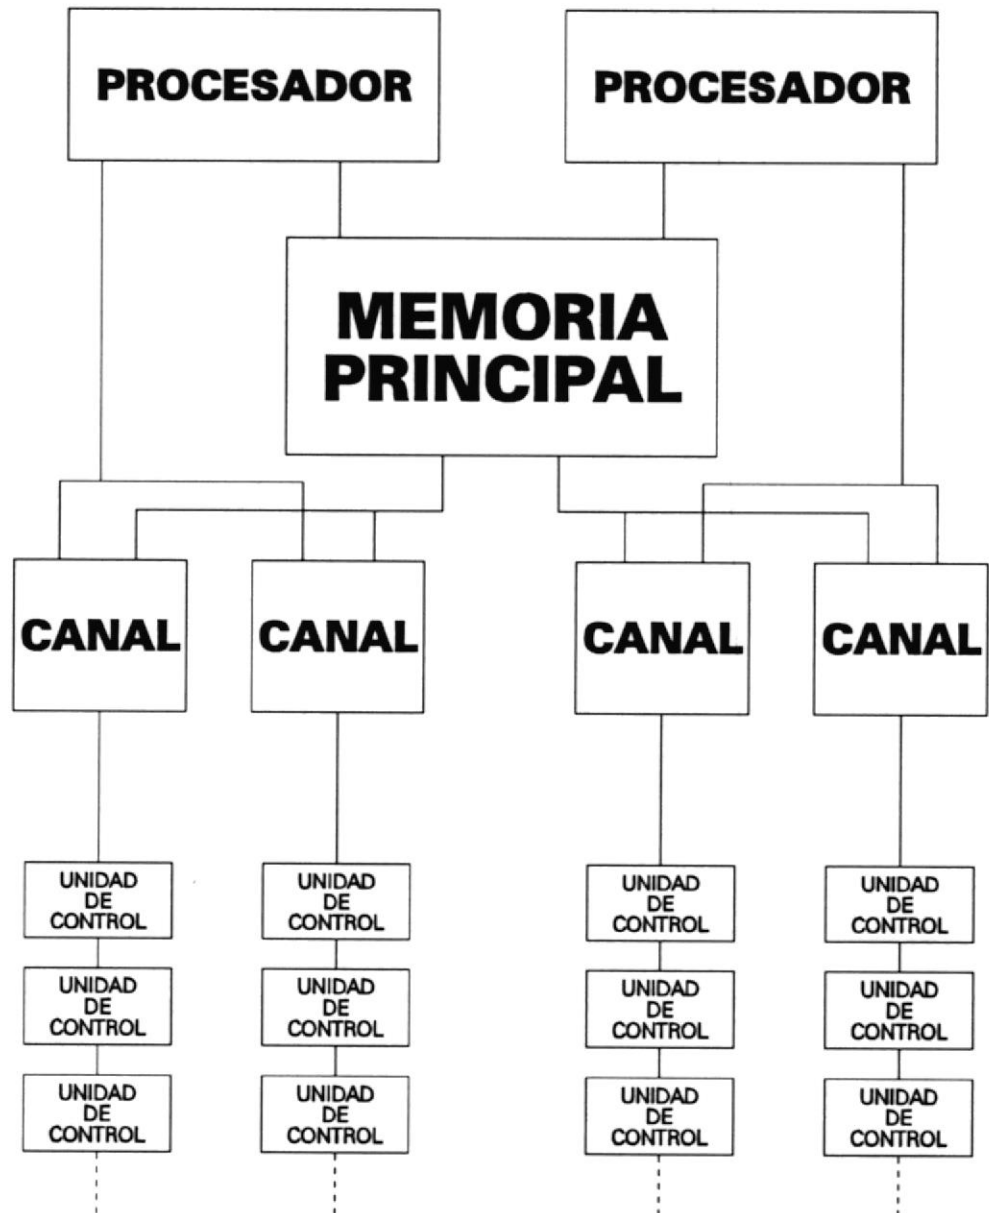 PROCESADOR
PROCESADOR
MEMORIA
PRINCIPAL
CANAL
CANAL
CANAL
CANAL
UNIDAD
DE
CONTROL
UNIDAD
DE
CONTROL
UNIDAD
DE
CONTROL
UNIDAD
DE
CONTROL
UNIDAD
DE
CONTROL
UNIDAD
DE
CONTROL
UNIDAD
DE
CONTROL
UNIDAD
DE
CONTROL
UNIDAD
DE
CONTROL
UNIDAD
DE
CONTROL
UNIDAD
DE
CONTROL
UNIDAD
DE
CONTROL